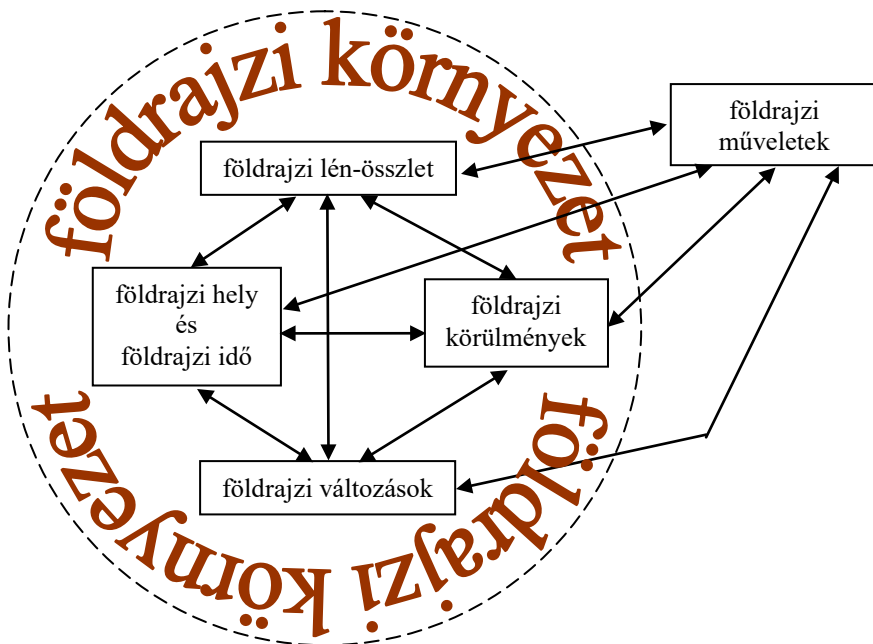 földrajzi környezet
földrajzi
műveletek
földrajzi lén-összlet
földrajzi hely
és
földrajzi idő
földrajzi
körülmények
földrajzi változások
földrajzi környezet